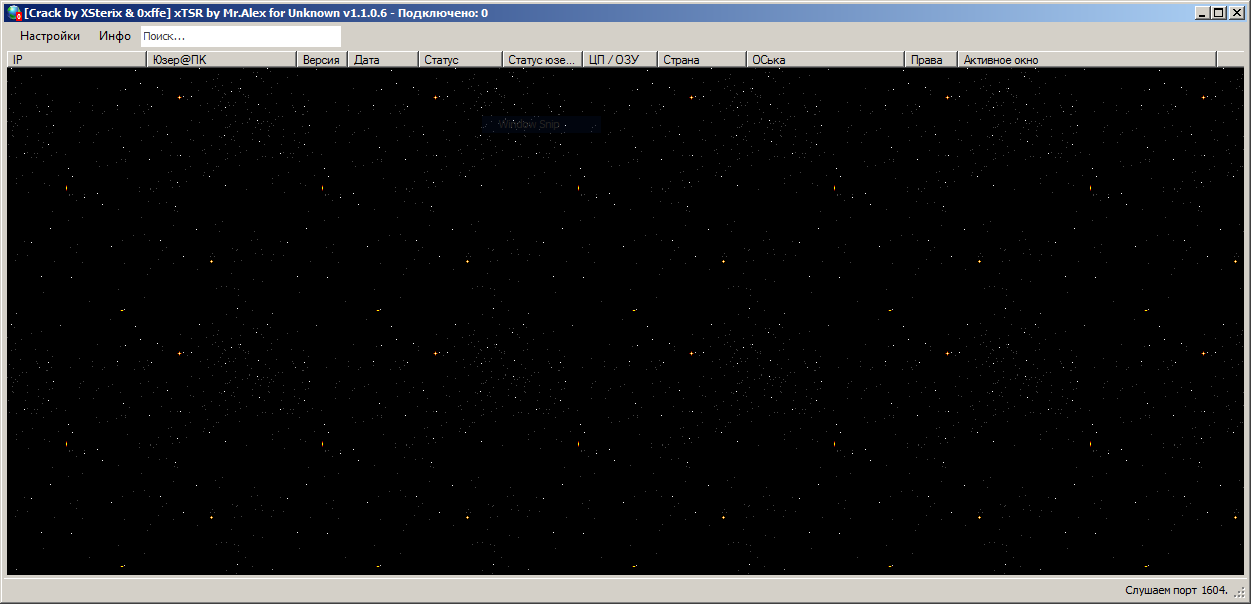 [Crack by XSterix & 0xffe] xTSR by Mr.Alex for Unknown v1.1.0.6 - Подключено: 0
Настройки Инфо Поиск...
IP Юзер@ПК Версия Дата Статус Статус юзе... ЦП / ОЗУ Страна ОСька Права Активное окно
Window Snip
Слушаем порт 1604.